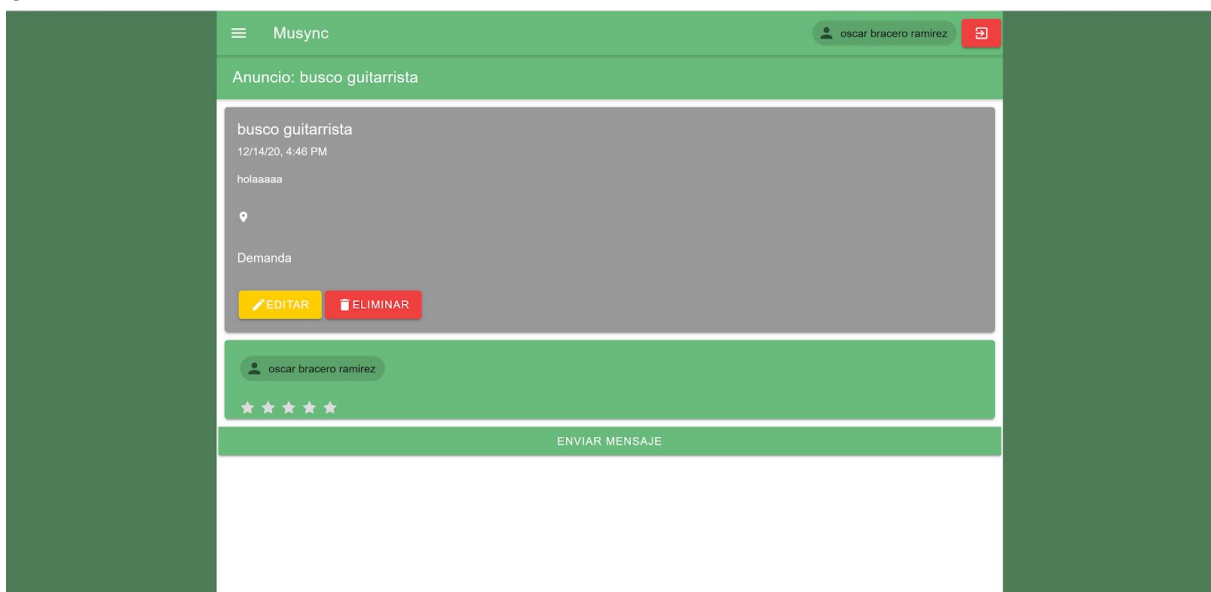 Musync
oscar bracero ramirez
Anuncio: busco guitarrista
busco guitarrista
12/14/20, 4:46 PM
holaaaaa
Demanda
EDITAR
ELIMINAR
oscar bracero ramirez
ENVIAR MENSAJE